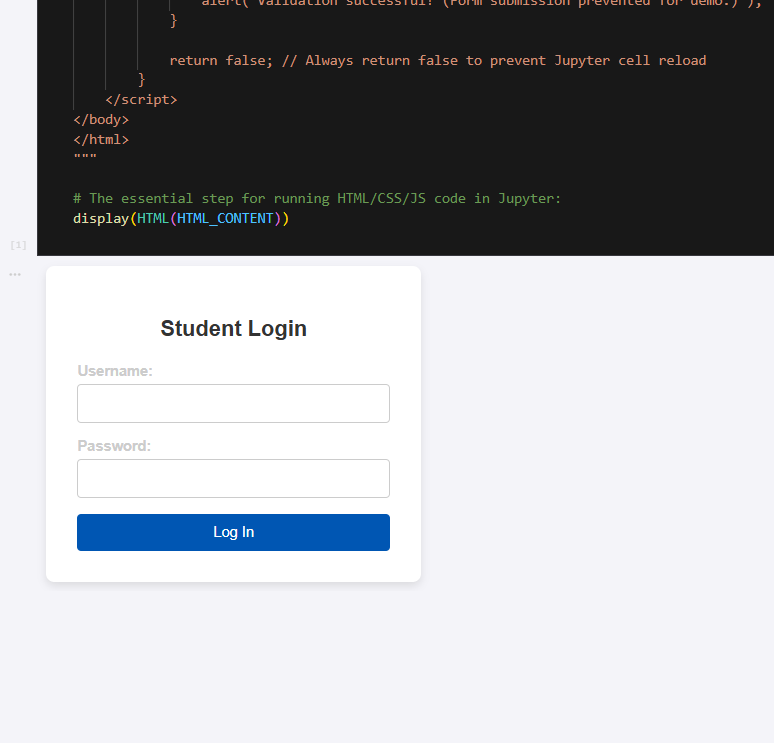 alert("Validation successful! (Form submission prevented for demo.)");
}
return false; // Always return false to prevent Jupyter cell reload
}
</script>
</body>
</html>
"""
# The essential step for running HTML/CSS/JS code in Jupyter:
display(HTML(HTML_CONTENT))
[1]
...
Student Login
Username:
Password:
Log In